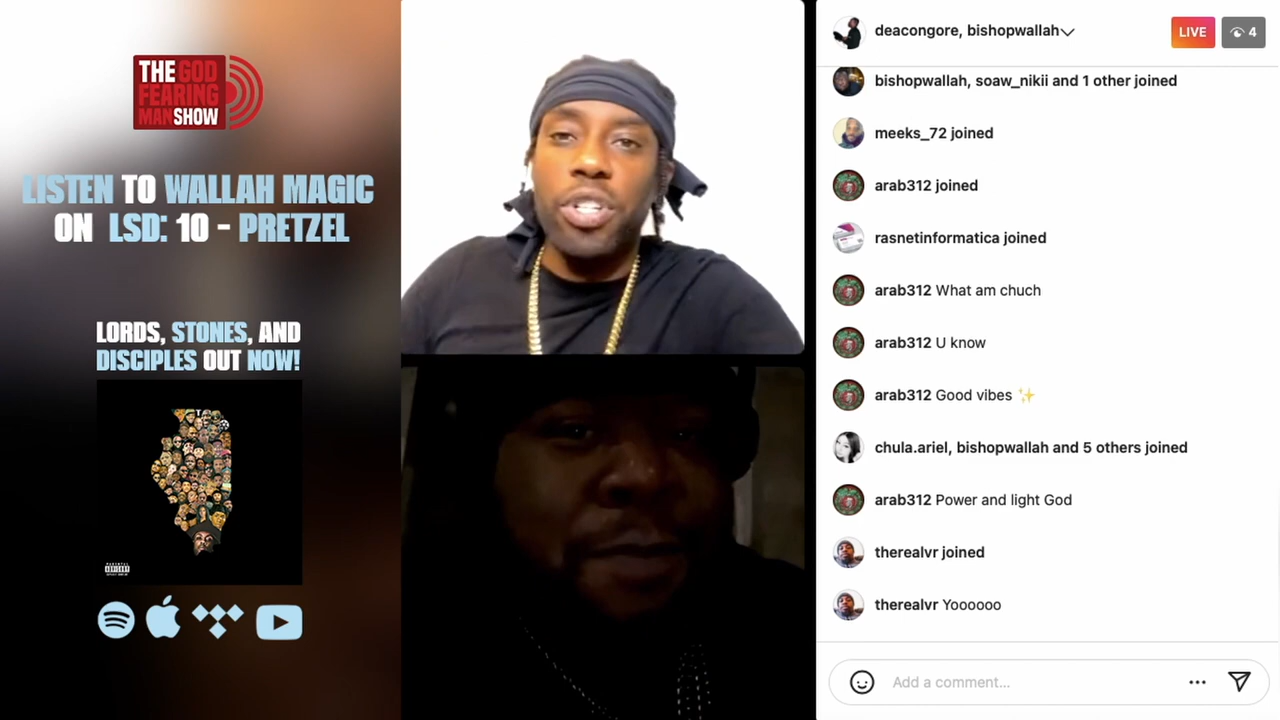 THE GOD
FEARING
MAN SHOW
LISTEN TO WALLAH MAGIC
ON LSD: 10 - PRETZEL
LORDS, STONES, AND
DISCIPLES OUT NOW!
PARENTAL
ADVISORY
deacongore, bishopwallah
LIVE
4
bishopwallah, soaw_nikii and 1 other joined
meeks_72 joined
arab312 joined
rasnetinformatica joined
arab312 What am chuch
arab312 U know
arab312 Good vibes ✨
chula.ariel, bishopwallah and 5 others joined
arab312 Power and light God
therealvr joined
therealvr Yoooooo
Add a comment...